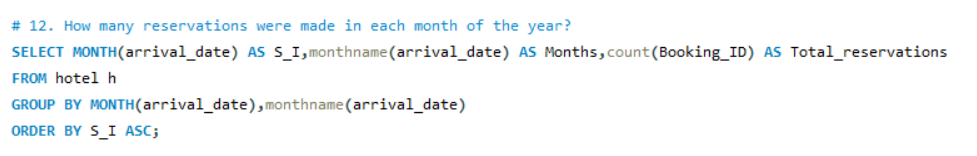 # 12. How many reservations were made in each month of the year?
SELECT MONTH(arrival_date) AS S_I,monthname(arrival_date) AS Months,count(Booking_ID) AS Total_reservations
FROM hotel h
GROUP BY MONTH(arrival_date),monthname(arrival_date)
ORDER BY S_I ASC;